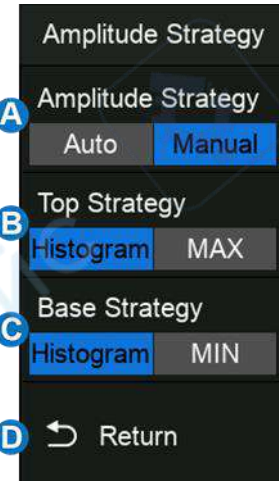 Amplitude Strategy
A
Amplitude Strategy
Auto Manual
Top Strategy
B
Histogram MAX
Base Strategy
C
Histogram MIN
D Return